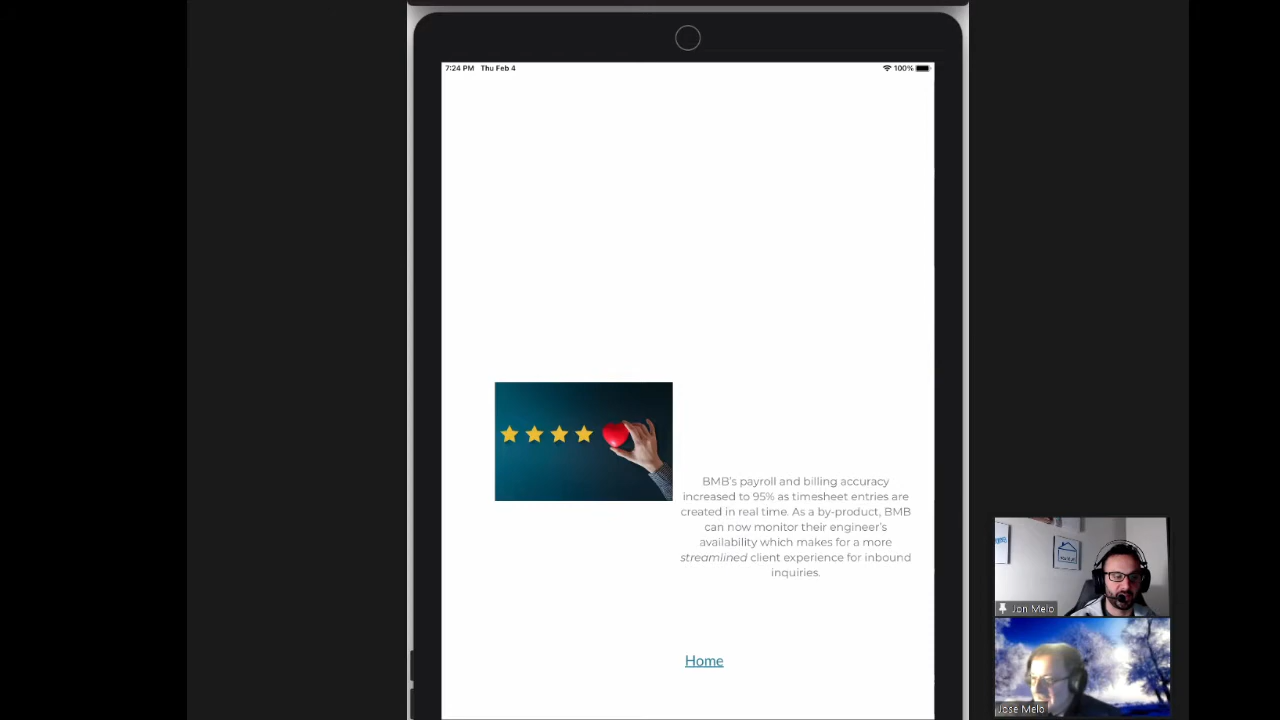 7:24 PM Thu Feb 4
100%
BMB's payroll and billing accuracy
increased to 95% as timesheet entries are
created in real time. As a by-product, BMB
can now monitor their engineer's
availability which makes for a more
streamlined client experience for inbound
inquiries.
Home
Jon Melo
Jose Melo